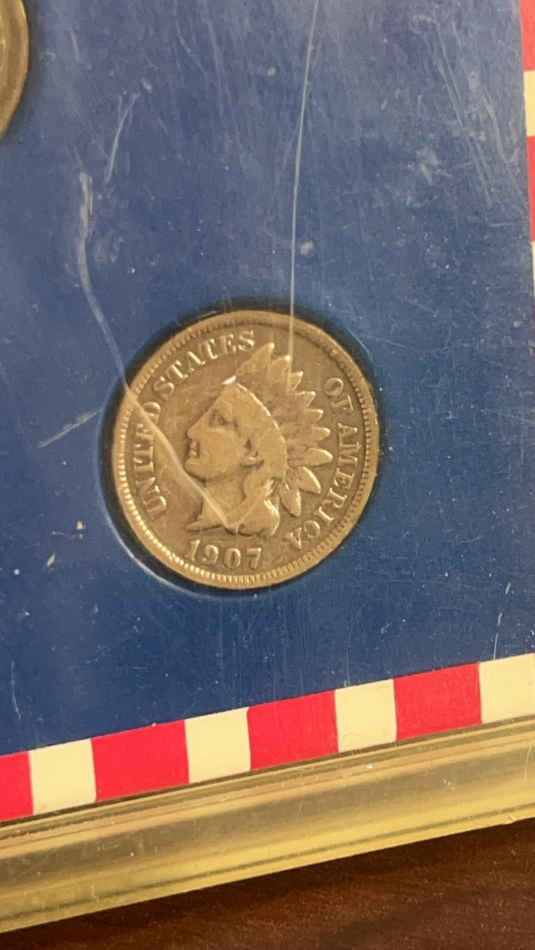 UNITED STATES OF AMERICA
1907